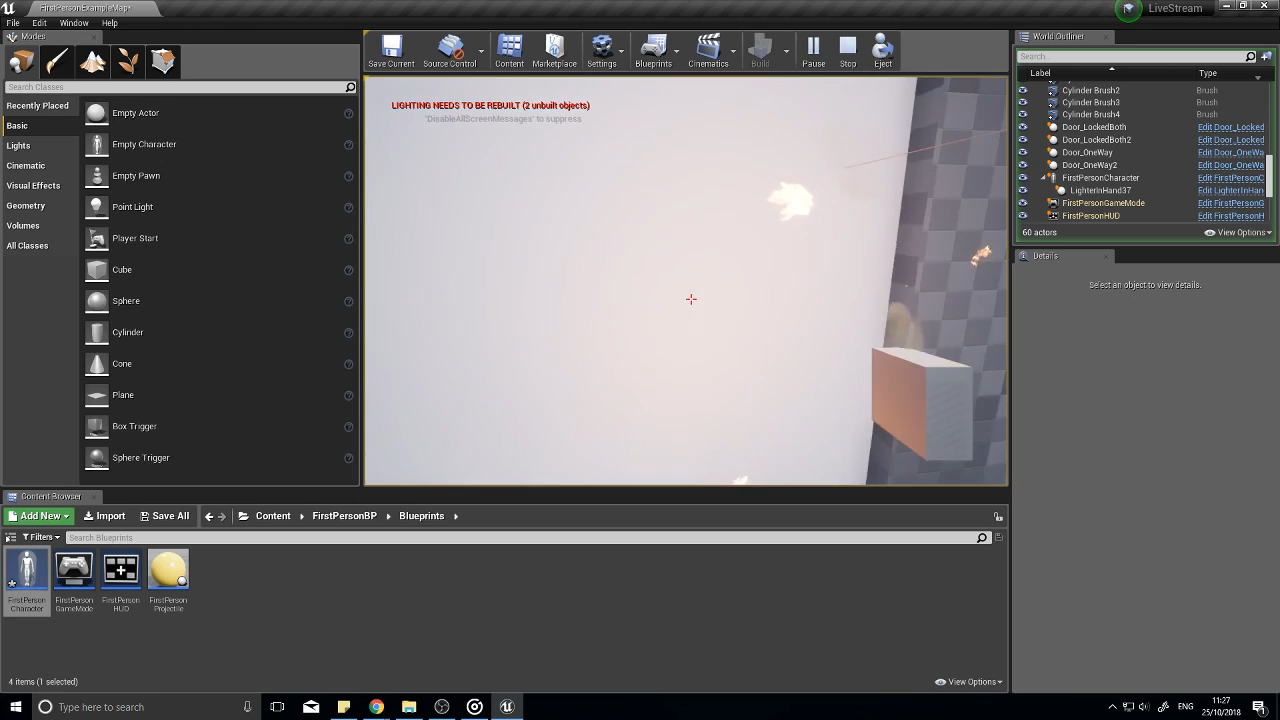 FirstPersonExampleMap*
LiveStream
File Edit Window Help
Modes
Search Classes
Recently Placed
Basic
Lights
Cinematic
Visual Effects
Geometry
Volumes
All Classes
Empty Actor
Empty Character
Empty Pawn
Point Light
Player Start
Cube
Sphere
Cylinder
Cone
Plane
Box Trigger
Sphere Trigger
Save Current Source Control Content Marketplace Settings Blueprints Cinematics Build Pause Stop Eject
LIGHTING NEEDS TO BE REBUILT (2 unbuilt objects)
'DisableAllScreenMessages' to suppress
World Outliner
Search...
Label Type
Cylinder Brush2 Brush
Cylinder Brush3 Brush
Cylinder Brush4 Brush
Door_LockedBoth Edit Door_Locked
Door_LockedBoth2 Edit Door_Locked
Door_OneWay Edit Door_OneWa
Door_OneWay2 Edit Door_OneWa
FirstPersonCharacter Edit FirstPersonC
LighterInHand37 Edit LighterInHan
FirstPersonGameMode Edit FirstPersonG
FirstPersonHUD Edit FirstPersonH
60 actors View Options
Details
Select an object to view details.
Content Browser
Add New Import Save All Content FirstPersonBP Blueprints
Filters Search Blueprints
FirstPerson
Character
FirstPerson
GameMode
FirstPerson
HUD
FirstPerson
Projectile
4 items (1 selected) View Options
Type here to search
ENG
11:27
25/10/2018